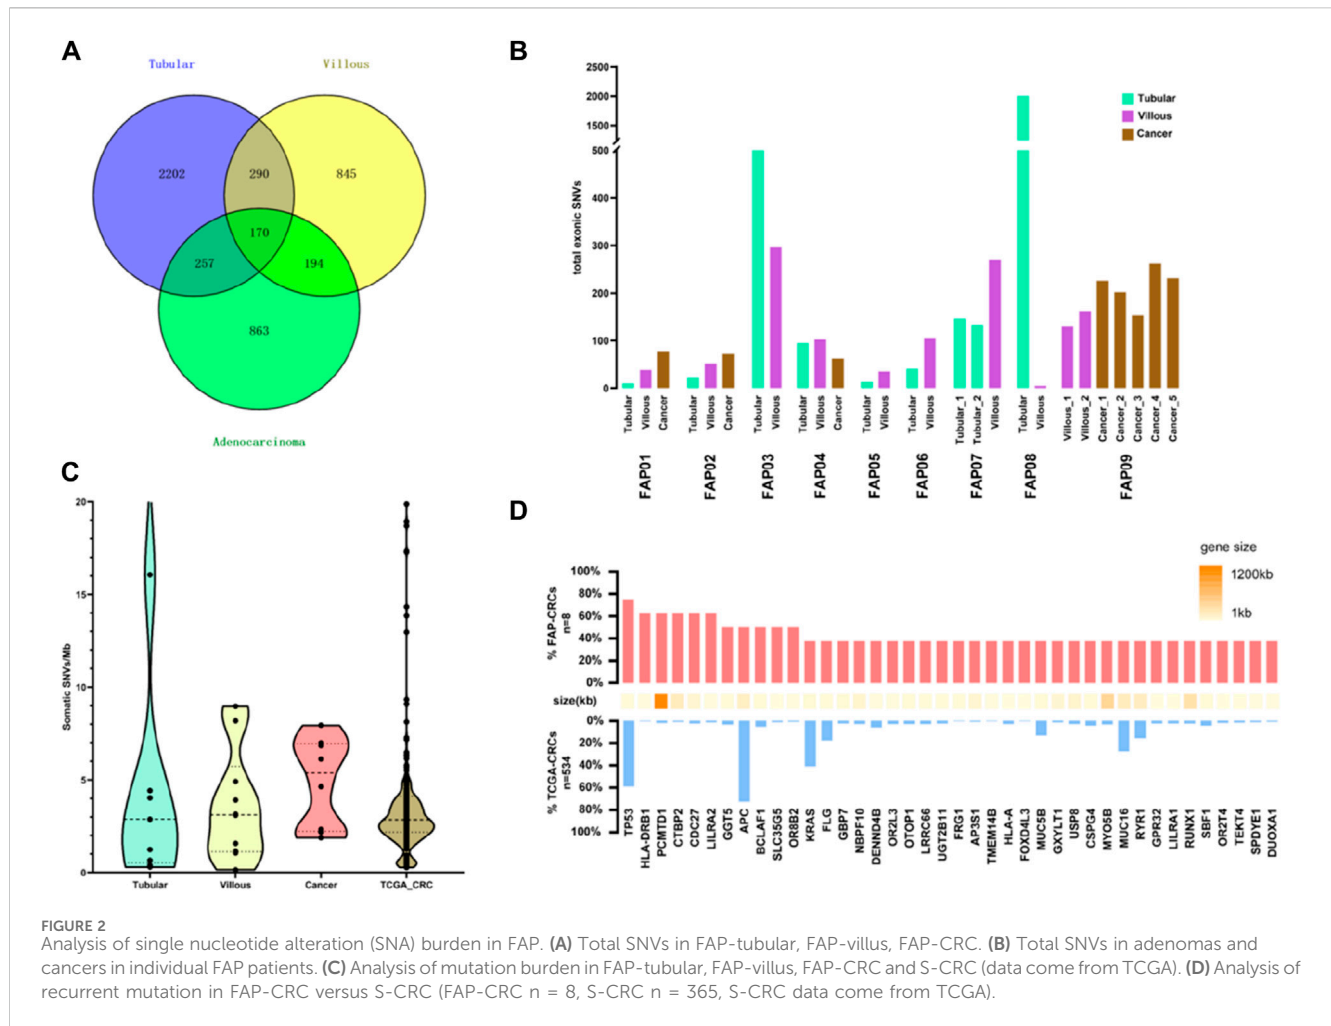 A
Tubular
Villous
2202
290
845
170
257
194
863
Adenocarcinoma
B
2500
2000
1500
500
400
300
200
100
0
total exonic SNVs
Tubular
Villous
Cancer
Tubular
Villous
Cancer
Tubular
Villous
Cancer
Tubular
Villous
Tubular
Villous
Cancer
Tubular
Villous
Tubular
Villous
Tubular_1
Tubular_2
Villous
Tubular
Villous
Villous_1
Villous_2
Cancer_1
Cancer_2
Cancer_3
Cancer_4
Cancer_5
FAP01
FAP02
FAP03
FAP04
FAP05
FAP06
FAP07
FAP08
FAP09
C
20
15
10
5
0
Somatic SNVs/Mb
Tubular
Villous
Cancer
TCGA_CRC
D
gene size
1200kb
1kb
100%
80%
60%
40%
20%
0%
% FAP-CRCs
n=8
size(kb)
0%
20%
40%
60%
80%
100%
% TCGA-CRCs
n=534
TP53
HLA-DRB1
PCMTD1
CTBP2
CDC27
LILRA2
GGT5
APC
BCLAF1
SLC35G5
OR8B2
KRAS
FLG
GBP7
NBPF10
DENND4B
OR2L3
OTOP1
LRRC66
UGT2B11
FRG1
AP3S1
TMEM14B
HLA-A
FOXD4L3
MUC5B
GXYLT1
USP8
CSPG4
MYO5B
MUC16
RYR1
GPR32
LILRA1
RUNX1
SBF1
OR2T4
TEKT4
SPDYE1
DUOXA1
FIGURE 2
Analysis of single nucleotide alteration (SNA) burden in FAP. (A) Total SNVs in FAP-tubular, FAP-villus, FAP-CRC. (B) Total SNVs in adenomas and
cancers in individual FAP patients. (C) Analysis of mutation burden in FAP-tubular, FAP-villus, FAP-CRC and S-CRC (data come from TCGA). (D) Analysis of
recurrent mutation in FAP-CRC versus S-CRC (FAP-CRC n = 8, S-CRC n = 365, S-CRC data come from TCGA).